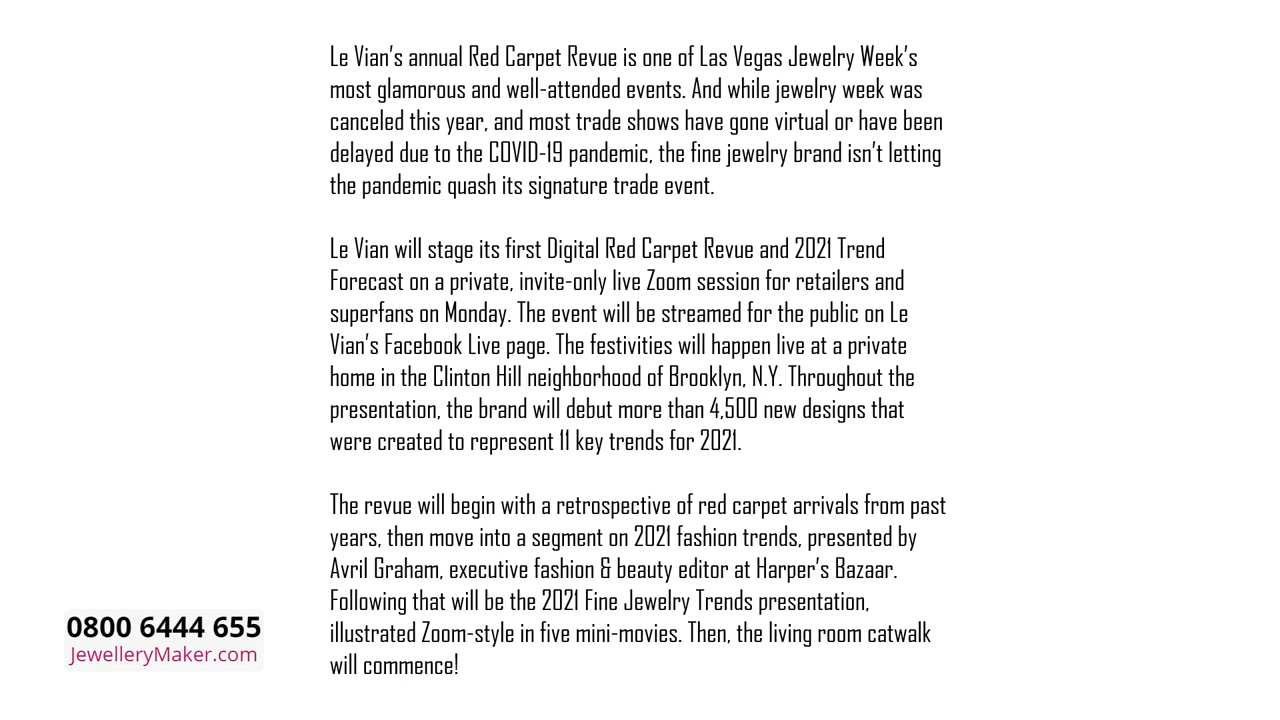 Le Vian's annual Red Carpet Revue is one of Las Vegas Jewelry Week's
most glamorous and well-attended events. And while jewelry week was
canceled this year, and most trade shows have gone virtual or have been
delayed due to the COVID-19 pandemic, the fine jewelry brand isn't letting
the pandemic quash its signature trade event.

Le Vian will stage its first Digital Red Carpet Revue and 2021 Trend
Forecast on a private, invite-only live Zoom session for retailers and
superfans on Monday. The event will be streamed for the public on Le
Vian's Facebook Live page. The festivities will happen live at a private
home in the Clinton Hill neighborhood of Brooklyn, N.Y. Throughout the
presentation, the brand will debut more than 4,500 new designs that
were created to represent 11 key trends for 2021.

The revue will begin with a retrospective of red carpet arrivals from past
years, then move into a segment on 2021 fashion trends, presented by
Avril Graham, executive fashion & beauty editor at Harper's Bazaar.
Following that will be the 2021 Fine Jewelry Trends presentation,
illustrated Zoom-style in five mini-movies. Then, the living room catwalk
will commence!
0800 6444 655
JewelleryMaker.com